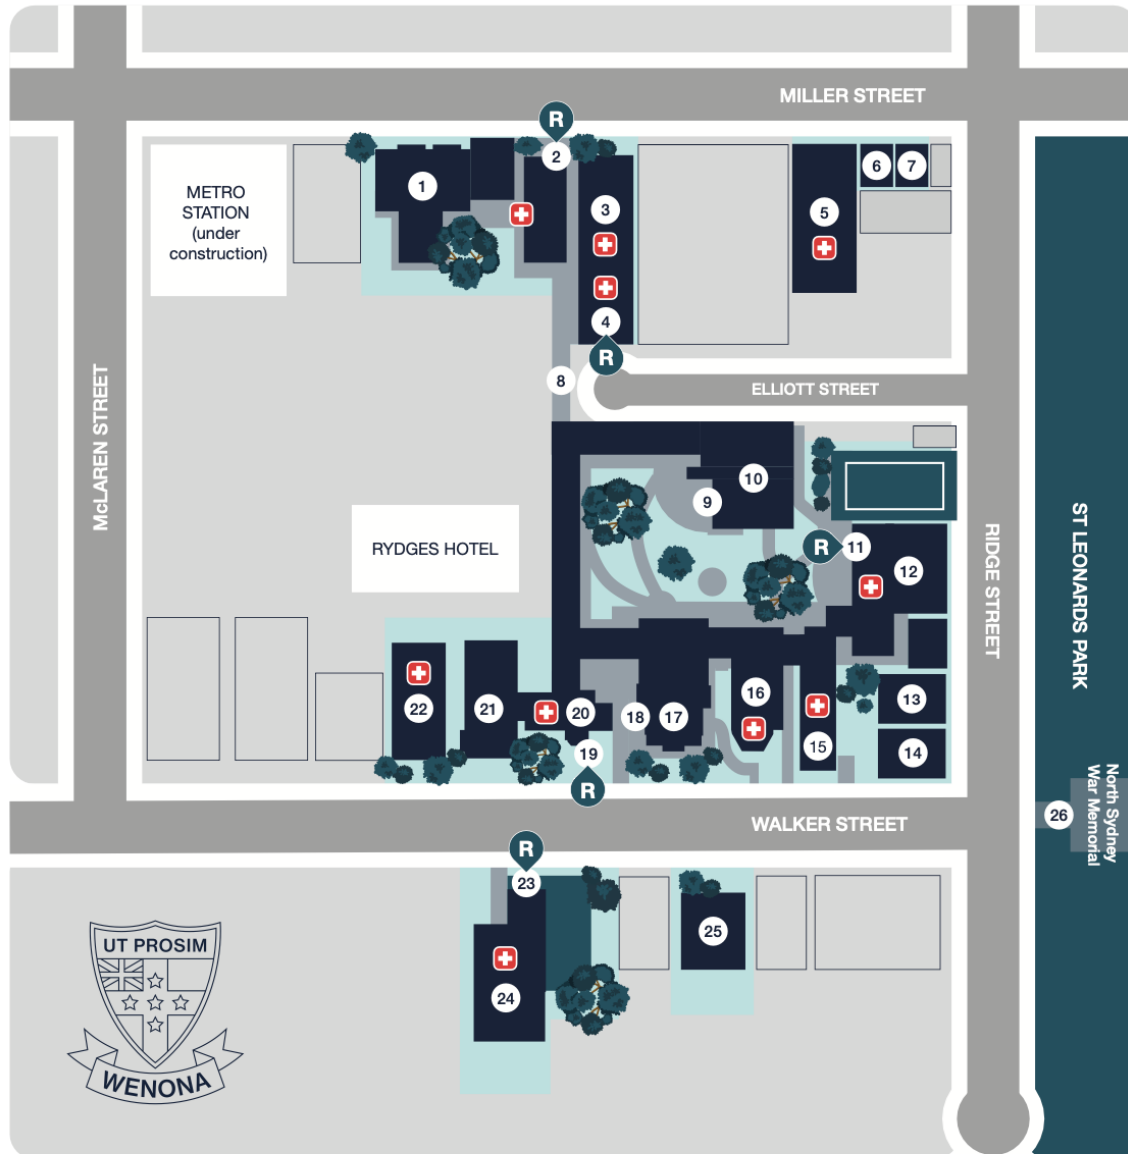 MILLER STREET
R
2
METRO
STATION
(under
construction)
1
3
4
R
5
6
7
8
ELLIOTT STREET
McLAREN STREET
10
9
R
11
12
RYDGES HOTEL
RIDGE STREET
ST LEONARDS PARK
22
21
20
19
R
18
17
16
15
13
14
North Sydney
War Memorial
26
WALKER STREET
R
23
24
25
UT PROSIM
WENONA